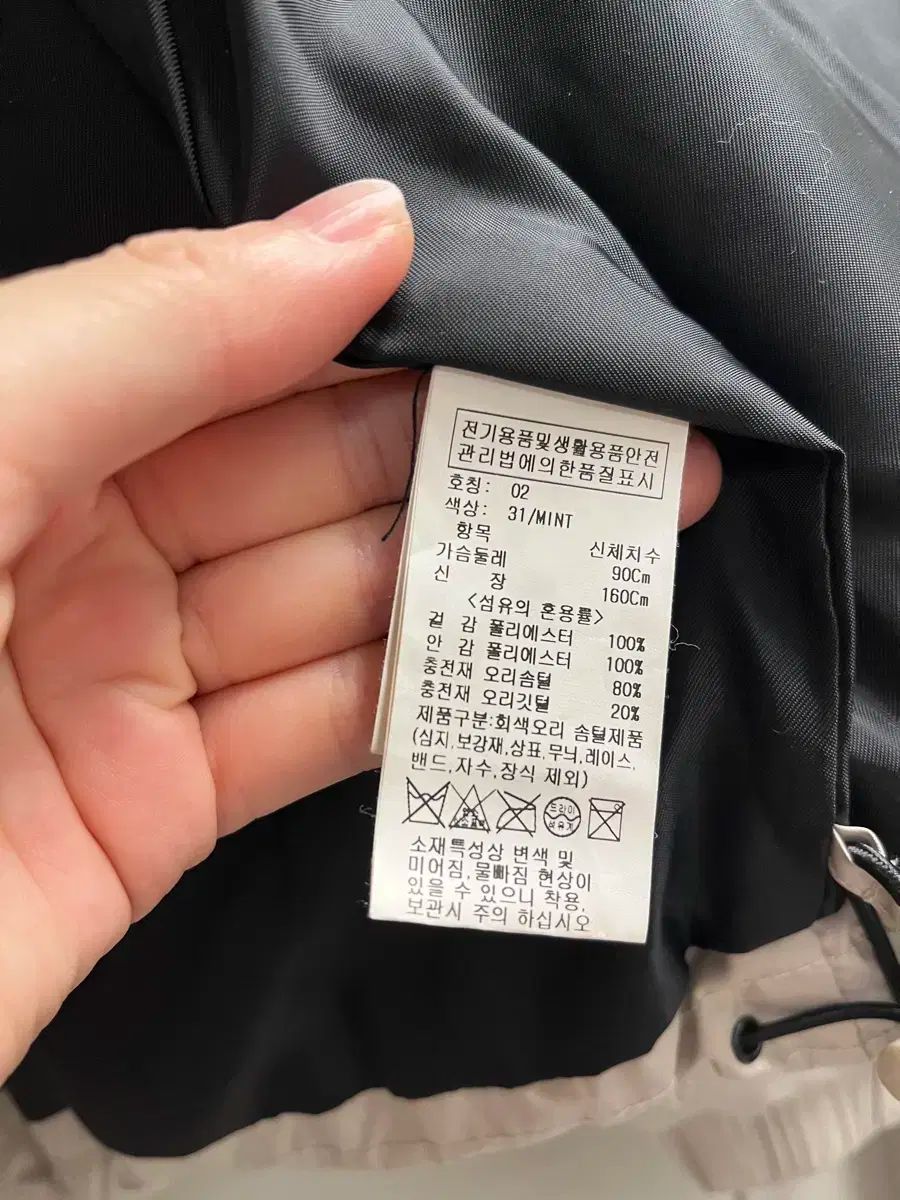 전기용품및생활용품안전
관리법에의한품질표시
호칭: 02
색상: 31/MINT
항목 신체치수
가슴둘레 90Cm
신 장 160Cm
<섬유의 혼용률>
겉 감 폴리에스터 100%
안 감 폴리에스터 100%
충전재 오리솜털 80%
충전재 오리깃털 20%
제품구분:회색오리 솜털제품
(심지,보강재,상표,무늬,레이스,
밴드,자수,장식 제외)
드라이
소재특성상 변색 및
미어짐,물빠짐 현상이
있을 수 있으니 착용,
보관시 주의 하십시오